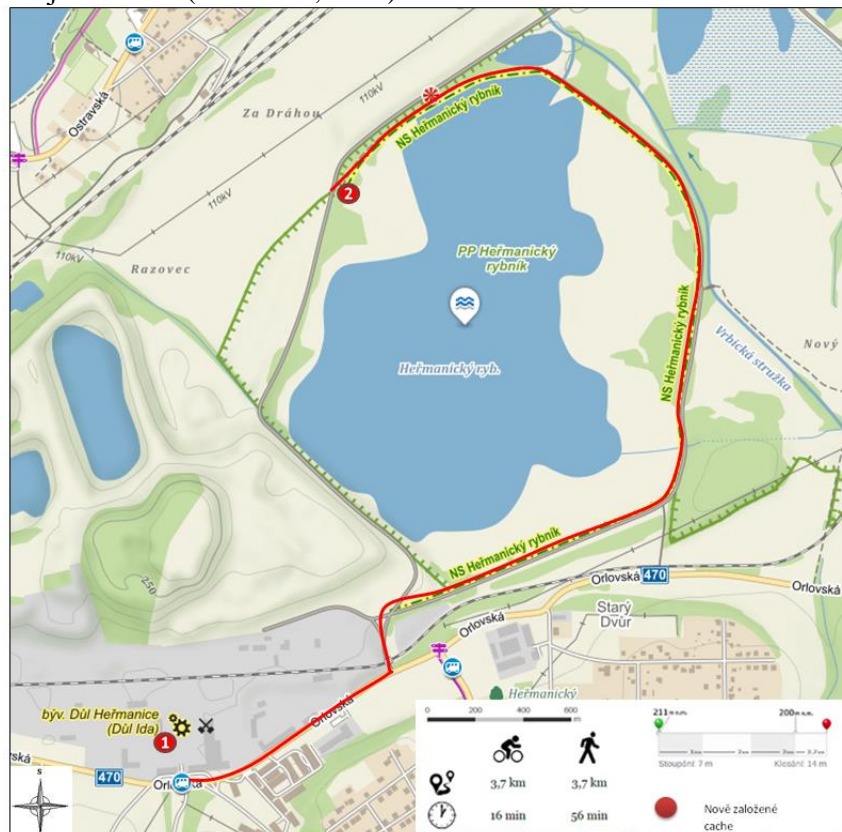 Ostravská
Za Dráhou
110kV
110kV
110kV
NS Heřmanický rybník
2
Razovec
PP Heřmanický
rybník
Heřmanický ryb.
NS Heřmanický rybník
Vrbická stružka
Nový
250
NS Heřmanický rybník
Orlovská
470
Orlovská
Orlovská
Starý
Dvůr
býv. Důl Heřmanice
(Důl Ida)
1
Orlovská
Heřmanický
470
0 200 400 600
m
3,7 km 3,7 km
16 min 56 min
211 m n.m. 200 m n.m.
Stoupání: 7 m Klesání: 14 m
Nově založené
cache
S